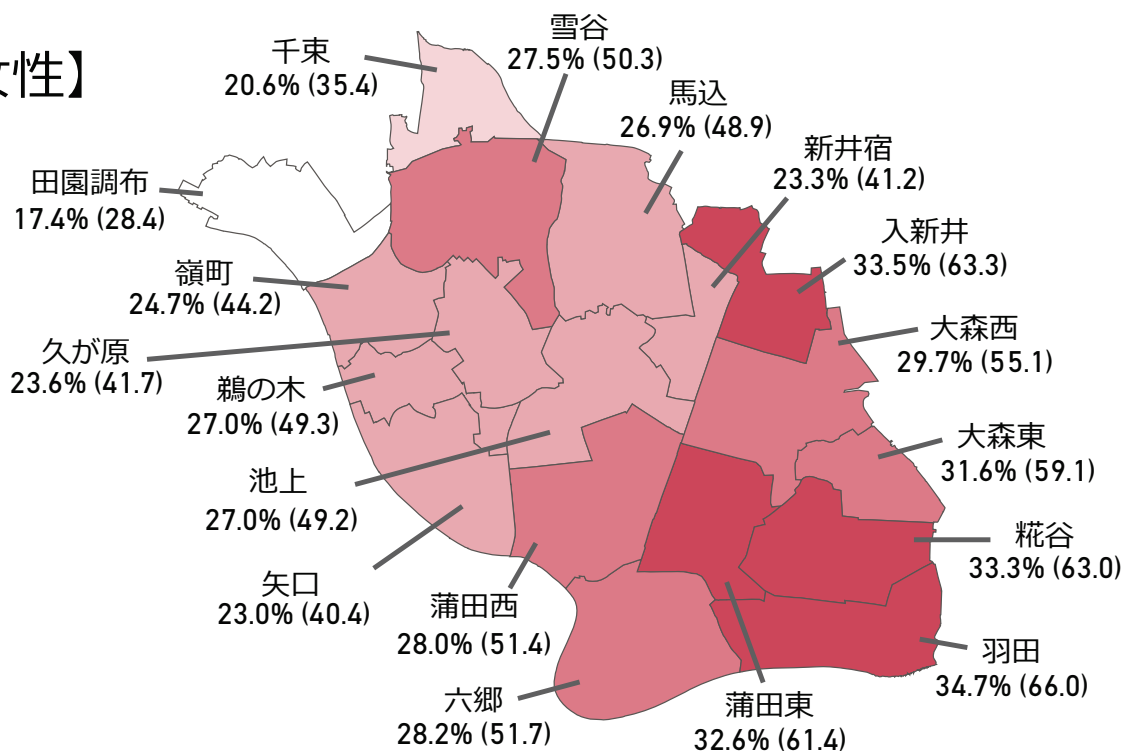 女性】
千束
20.6% (35.4)
雪谷
27.5% (50.3)
馬込
26.9% (48.9)
新井宿
23.3% (41.2)
田園調布
17.4% (28.4)
入新井
33.5% (63.3)
嶺町
24.7% (44.2)
大森西
29.7% (55.1)
久が原
23.6% (41.7)
鵜の木
27.0% (49.3)
大森東
31.6% (59.1)
池上
27.0% (49.2)
糀谷
33.3% (63.0)
矢口
23.0% (40.4)
蒲田西
28.0% (51.4)
羽田
34.7% (66.0)
六郷
28.2% (51.7)
蒲田東
32.6% (61.4)